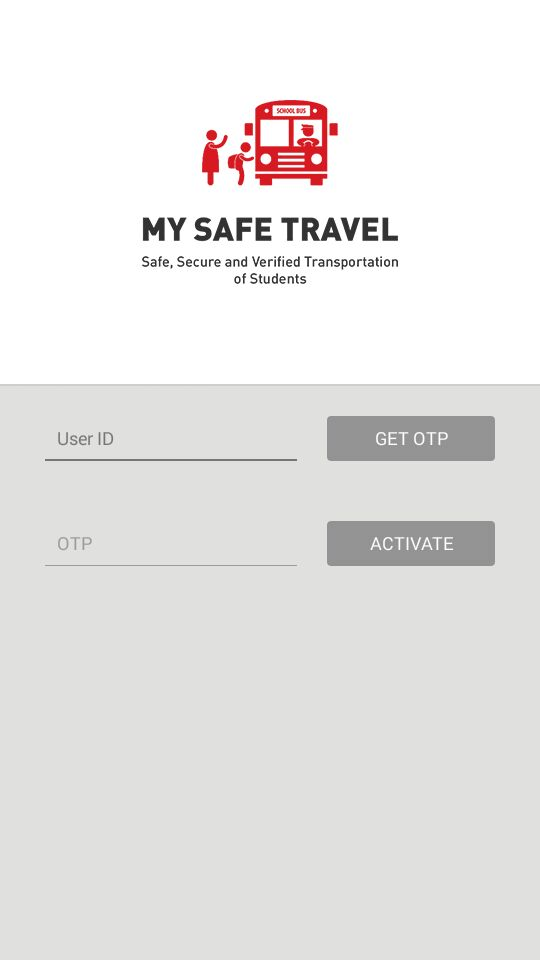 SCHOOL BUS
MY SAFE TRAVEL
Safe, Secure and Verified Transportation
of Students
User ID
GET OTP
OTP
ACTIVATE